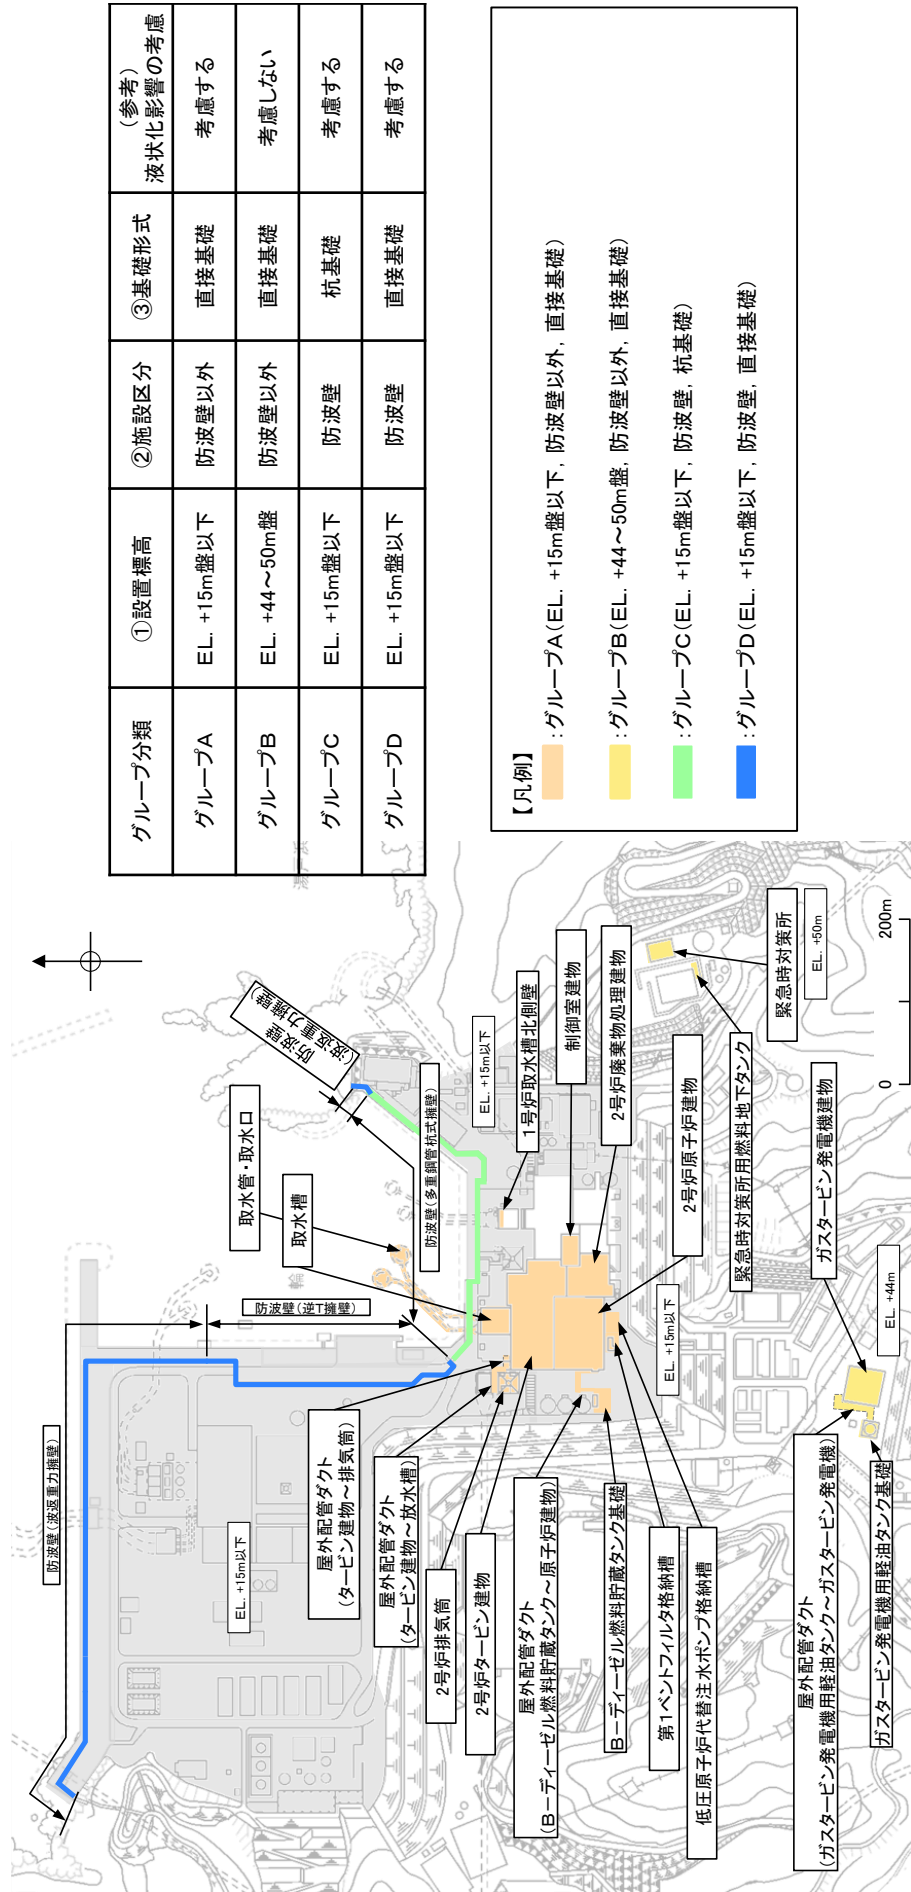 防波壁(波返重力擁壁)
防波壁(逆T擁壁)
取水管・取水口
取水槽
防波壁
(波返重力擁壁)
防波壁(多重鋼管杭式擁壁)
輪
EL. +15m以下
EL. +15m以下
1号炉取水槽北側壁
制御室建物
2号炉廃棄物処理建物
2号炉原子炉建物
緊急時対策所用燃料地下タンク
緊急時対策所
EL. +50m
ガスタービン発電機建物
EL. +44m
EL. +15m以下
0
200m
屋外配管ダクト
(タービン建物~排気筒)
屋外配管ダクト
(タービン建物~放水槽)
2号炉排気筒
2号炉タービン建物
屋外配管ダクト
(B-ディーゼル燃料貯蔵タンク~原子炉建物)
B-ディーゼル燃料貯蔵タンク基礎
第1ベントフィルタ格納槽
低圧原子炉代替注水ポンプ格納槽
屋外配管ダクト
(ガスタービン発電機用軽油タンク~ガスタービン発電機)
ガスタービン発電機用軽油タンク基礎
グループ分類 ①設置標高 ②施設区分 ③基礎形式 (参考)
液状化影響の考慮
グループA EL. +15m盤以下 防波壁以外 直接基礎 考慮する
グループB EL. +44~50m盤 防波壁以外 直接基礎 考慮しない
グループC EL. +15m盤以下 防波壁 杭基礎 考慮する
グループD EL. +15m盤以下 防波壁 直接基礎 考慮する
【凡例】
:グループA(EL. +15m盤以下, 防波壁以外, 直接基礎)
:グループB(EL. +44~50m盤, 防波壁以外, 直接基礎)
:グループC(EL. +15m盤以下, 防波壁, 杭基礎)
:グループD(EL. +15m盤以下, 防波壁, 直接基礎)